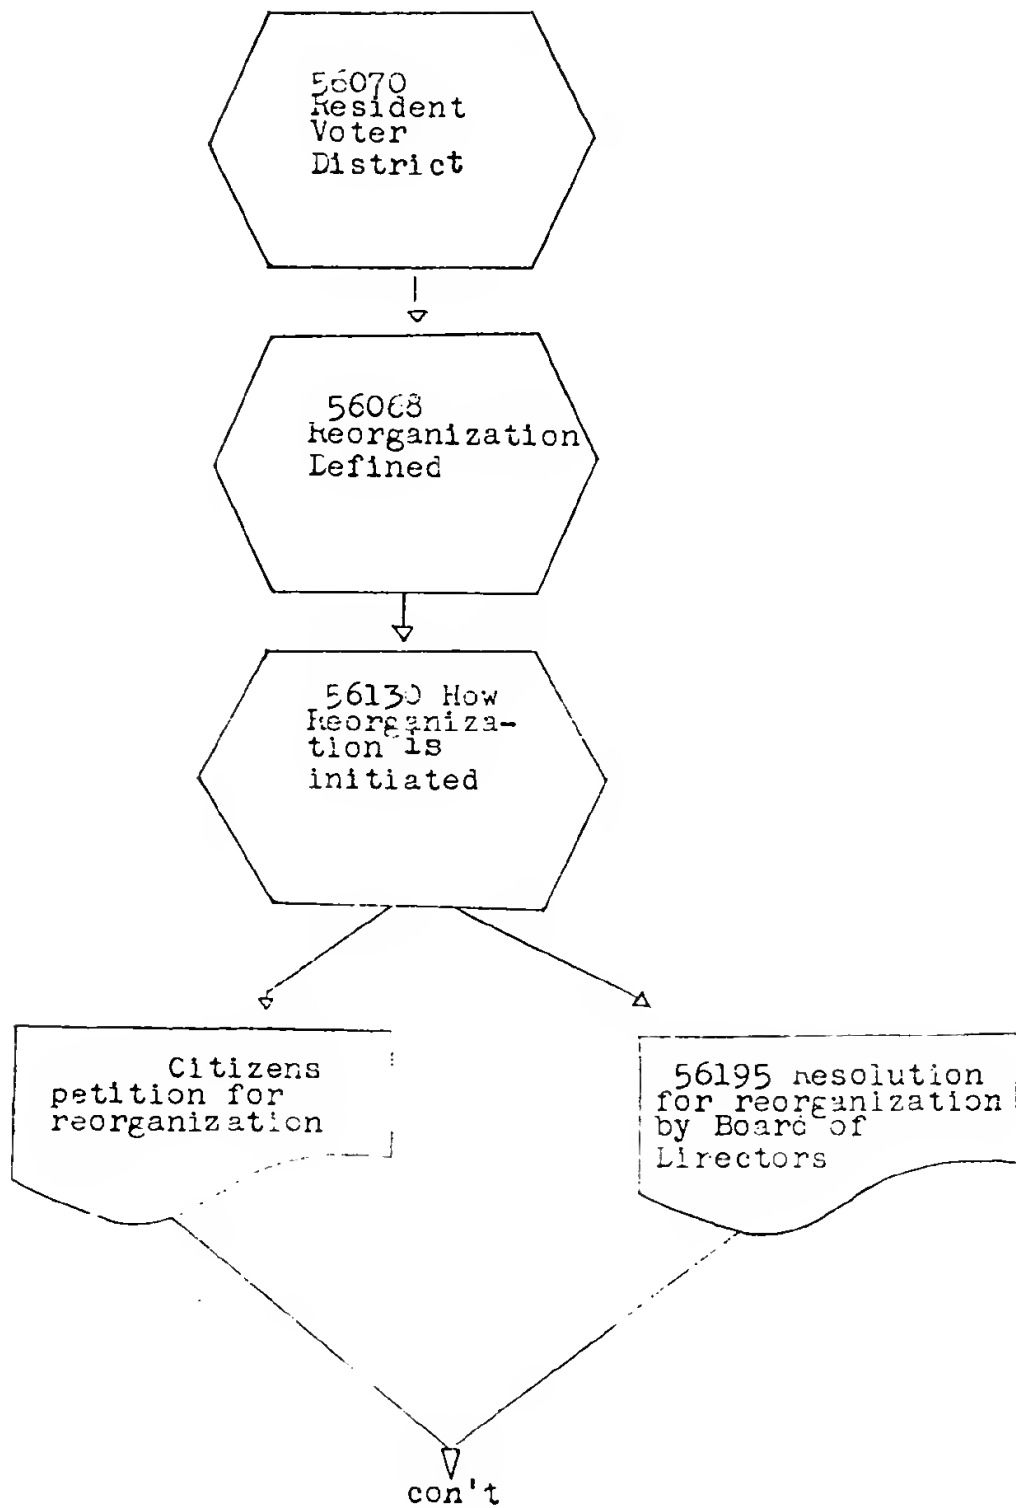 56070
Resident
Voter
District
56068
Reorganization
Defined
56130 How
Reorganiza-
tion is
initiated
Citizens
petition for
reorganization
56195 Resolution
for reorganization
by Board of
Directors
con't